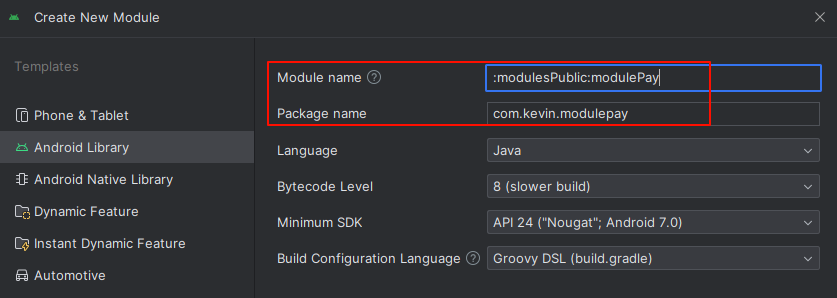 Create New Module
Templates
Phone & Tablet
Android Library
Android Native Library
Dynamic Feature
Instant Dynamic Feature
Automotive
Module name
:modulesPublic:modulePay
Package name
com.kevin.modulepay
Language
Java
Bytecode Level
8 (slower build)
Minimum SDK
API 24 ("Nougat"; Android 7.0)
Build Configuration Language
Groovy DSL (build.gradle)